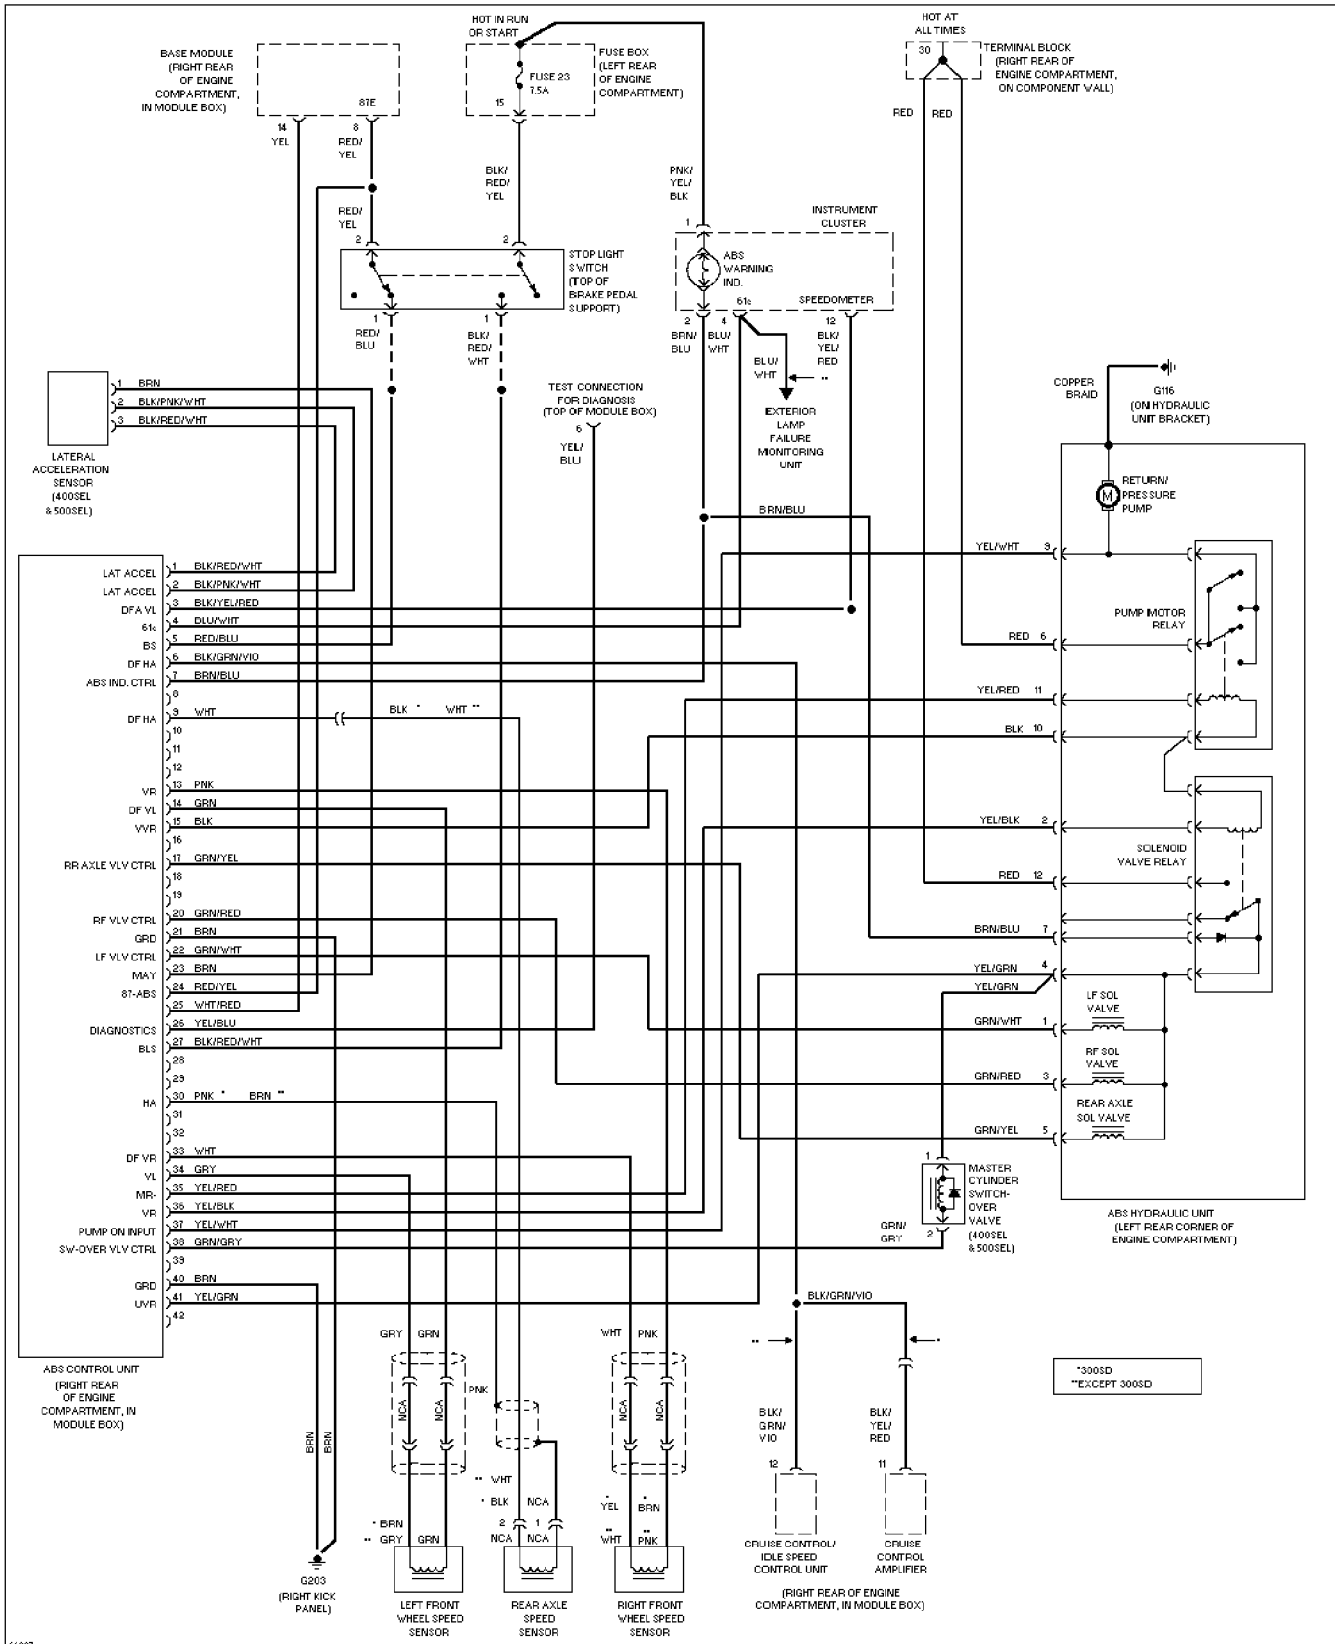 HOT IN RUN
OR START
HOT AT
ALL TIMES
BASE MODULE
(RIGHT REAR
OF ENGINE
COMPARTMENT,
IN MODULE BOX)
87E
14
YEL
8
RED/
YEL
FUSE 23
7.5A
15
FUSE BOX
(LEFT REAR
OF ENGINE
COMPARTMENT)
30
TERMINAL BLOCK
(RIGHT REAR OF
ENGINE COMPARTMENT,
ON COMPONENT WALL)
RED
RED
BLK/
RED/
YEL
PNK/
YEL/
BLK
RED/
YEL
2
2
STOP LIGHT
SWITCH
(TOP OF
BRAKE PEDAL
SUPPORT)
1
RED/
BLU
1
BLK/
RED/
WHT
1
INSTRUMENT
CLUSTER
ABS
WARNING
IND.
61c
SPEEDOMETER
2
BRN/
BLU
4
BLU/
WHT
12
BLK/
YEL/
RED
BLU/
WHT
**
EXTERIOR
LAMP
FAILURE
MONITORING
UNIT
TEST CONNECTION
FOR DIAGNOSIS
(TOP OF MODULE BOX)
6
YEL/
BLU
1 BRN
2 BLK/PNK/WHT
3 BLK/RED/WHT
LATERAL
ACCELERATION
SENSOR
(400SEL
& 500SEL)
COPPER
BRAID
G116
(ON HYDRAULIC
UNIT BRACKET)
BRN/BLU
LAT ACCEL 1 BLK/RED/WHT
LAT ACCEL 2 BLK/PNK/WHT
DFA VL 3 BLK/YEL/RED
61c 4 BLU/WHT
BS 5 RED/BLU
DF HA 6 BLK/GRN/VIO
ABS IND. CTRL 7 BRN/BLU
8
DF HA 9 WHT BLK * WHT **
10
11
12
VR 13 PNK
DF VL 14 GRN
VVR 15 BLK
16
RR AXLE VLV CTRL 17 GRN/YEL
18
19
RF VLV CTRL 20 GRN/RED
GRD 21 BRN
LF VLV CTRL 22 GRN/WHT
MAY 23 BRN
87-ABS 24 RED/YEL
25 WHT/RED
DIAGNOSTICS 26 YEL/BLU
BLS 27 BLK/RED/WHT
28
29
HA 30 PNK * BRN **
31
32
DF VR 33 WHT
VL 34 GRY
MR- 35 YEL/RED
VR 36 YEL/BLK
PUMP ON INPUT 37 YEL/WHT
SW-OVER VLV CTRL 38 GRN/GRY
39
GRD 40 BRN
UVR 41 YEL/GRN
42
ABS CONTROL UNIT
(RIGHT REAR
OF ENGINE
COMPARTMENT, IN
MODULE BOX)
RETURN/
PRESSURE
PUMP
M
YEL/WHT 9
PUMP MOTOR
RELAY
RED 6
YEL/RED 11
BLK 10
YEL/BLK 2
SOLENOID
VALVE RELAY
RED 12
BRN/BLU 7
YEL/GRN 4
YEL/GRN
LF SOL
VALVE
GRN/WHT 1
RF SOL
VALVE
GRN/RED 3
REAR AXLE
SOL VALVE
GRN/YEL 5
1
MASTER
CYLINDER
SWITCH-
OVER
VALVE
(400SEL
& 500SEL)
GRN/
GRY
2
ABS HYDRAULIC UNIT
(LEFT REAR CORNER OF
ENGINE COMPARTMENT)
BLK/GRN/VIO
**
*
BLK/
GRN/
VIO
12
BLK/
YEL/
RED
11
CRUISE CONTROL/
IDLE SPEED
CONTROL UNIT
CRUISE
CONTROL
AMPLIFIER
(RIGHT REAR OF ENGINE
COMPARTMENT, IN MODULE BOX)
*300SD
**EXCEPT 300SD
BRN
BRN
G203
(RIGHT KICK
PANEL)
GRY GRN
NCA
NCA
* BRN
** GRY GRN
LEFT FRONT
WHEEL SPEED
SENSOR
PNK
** WHT
* BLK NCA
2 1
NCA NCA
REAR AXLE
SPEED
SENSOR
WHT PNK
NCA
NCA
* *
YEL BRN
** **
WHT PNK
RIGHT FRONT
WHEEL SPEED
SENSOR